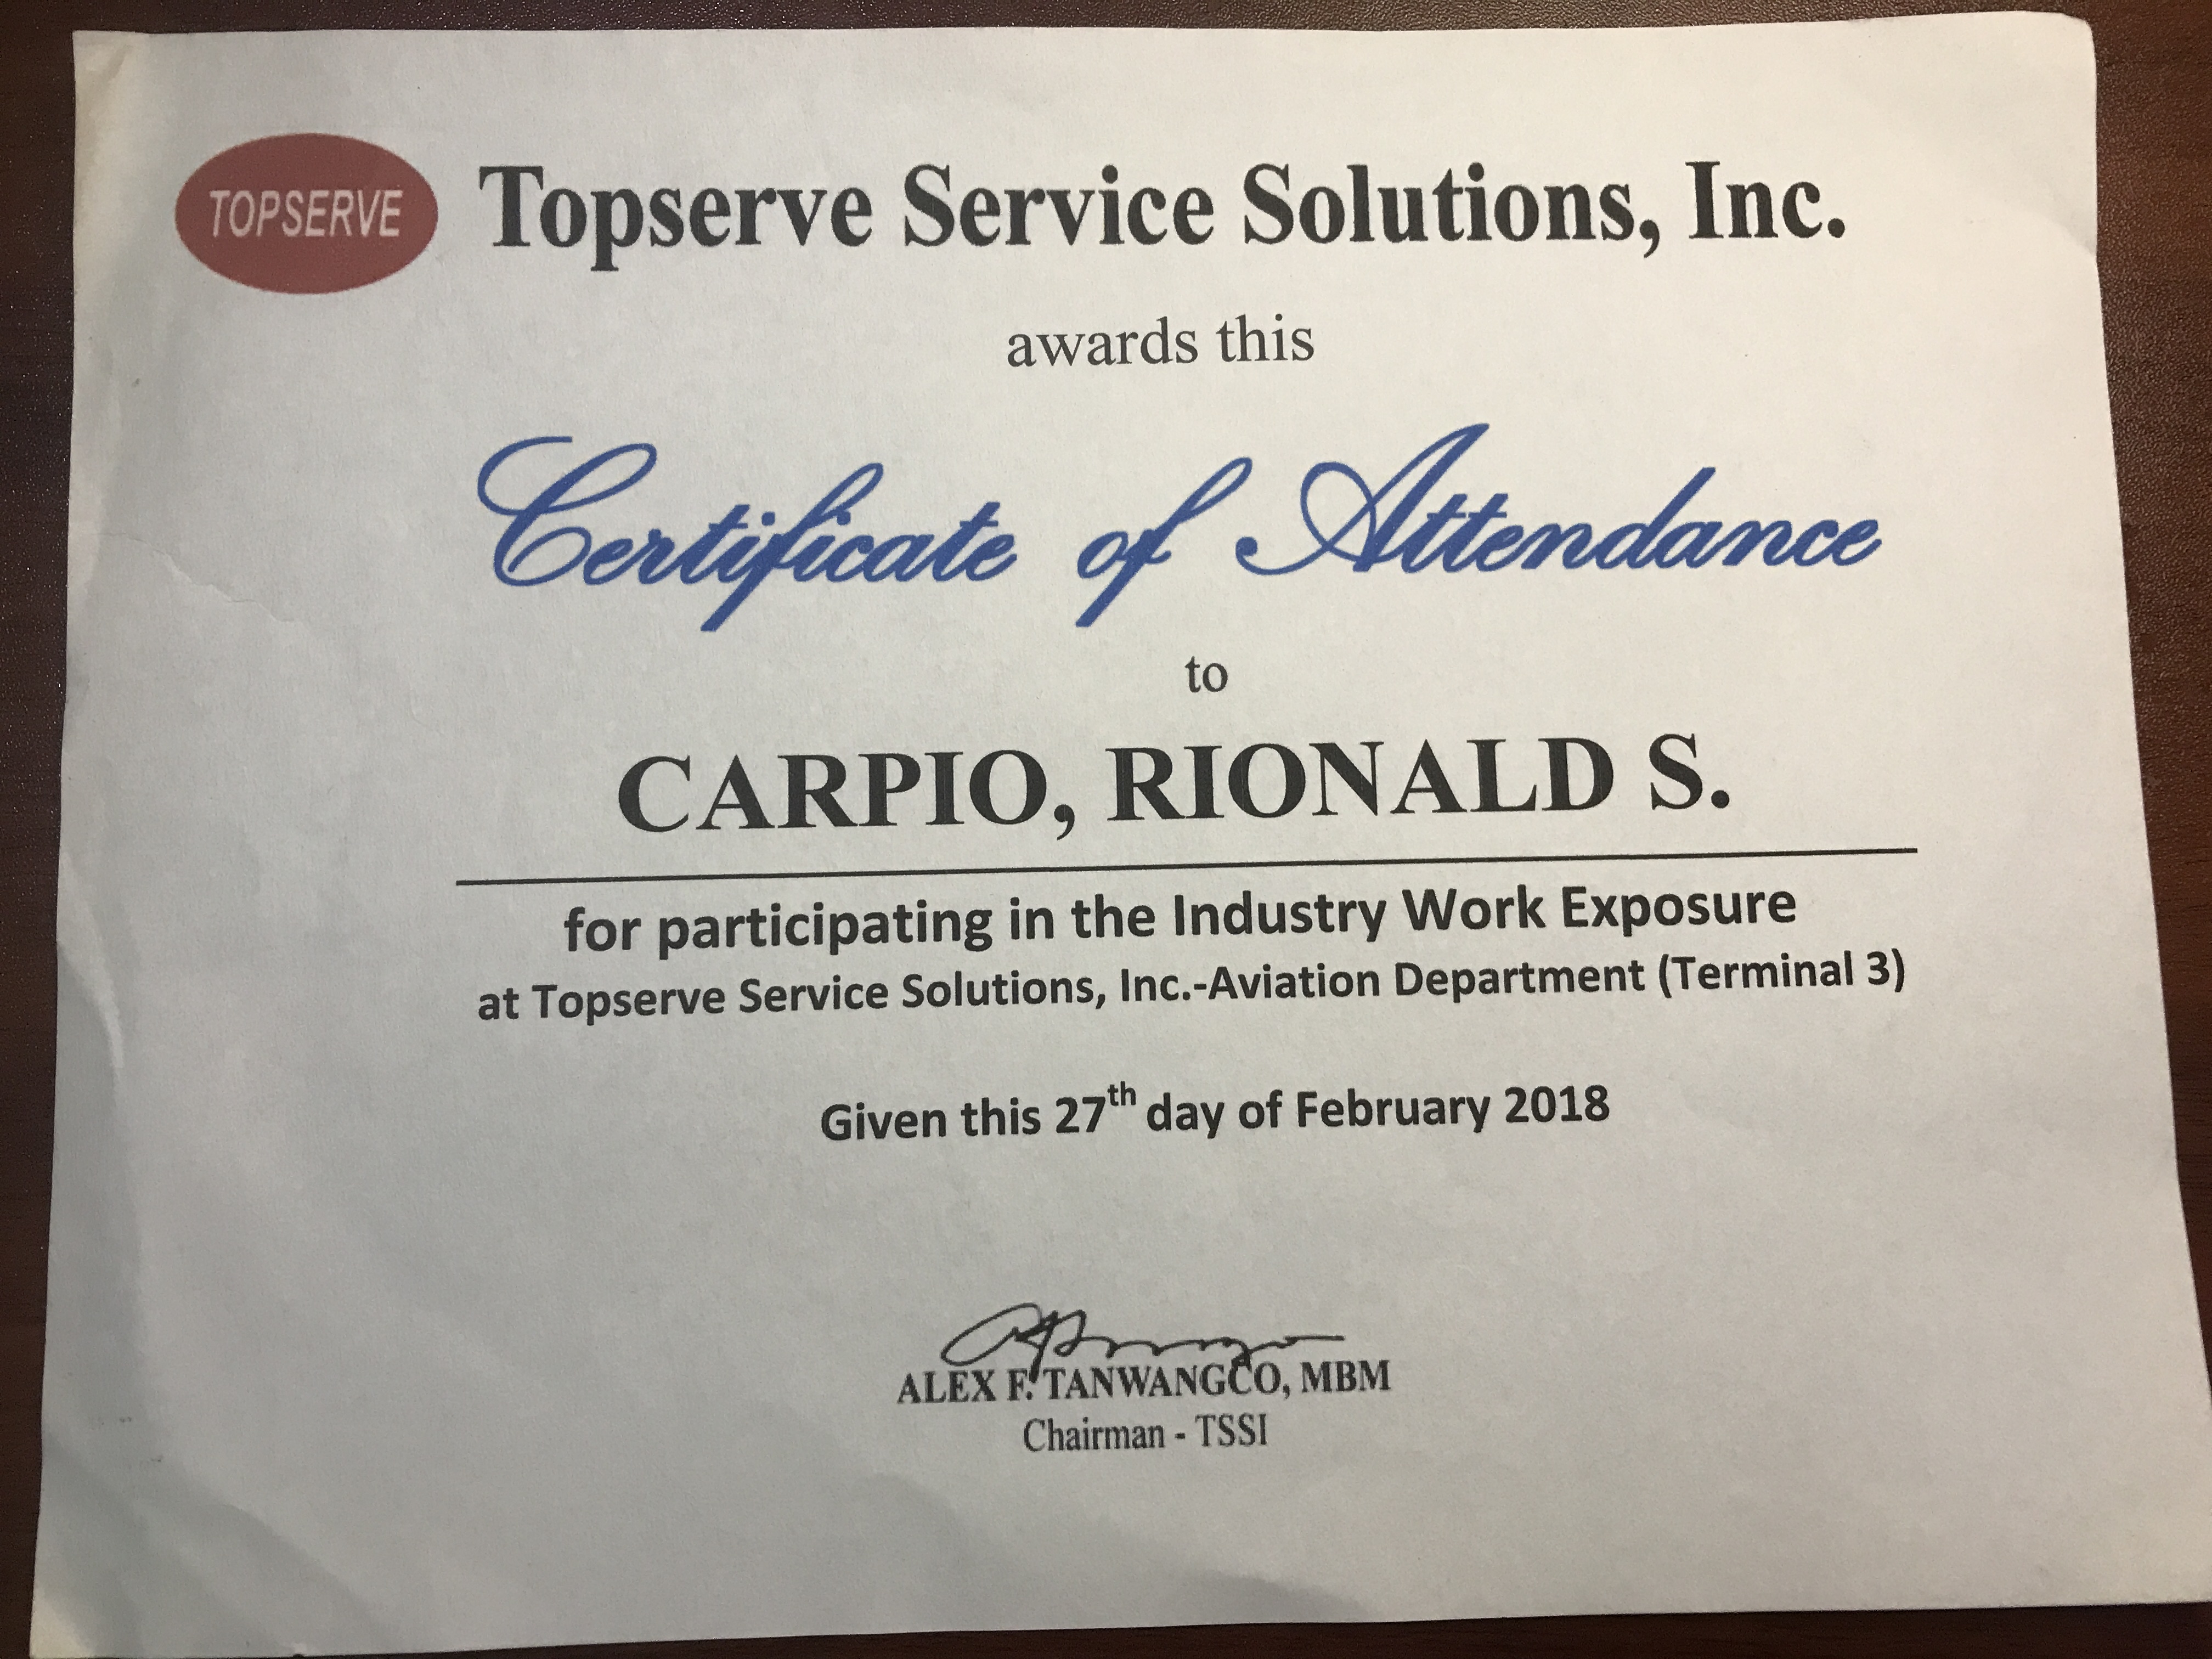 TOPSERVE
Topserve Service Solutions, Inc.
awards this
Certificate of Attendance
to
CARPIO, RIONALD S.
for participating in the Industry Work Exposure
at Topserve Service Solutions, Inc.-Aviation Department (Terminal 3)
Given this 27th day of February 2018
ALEX F. TANWANGCO, MBM
Chairman - TSSI